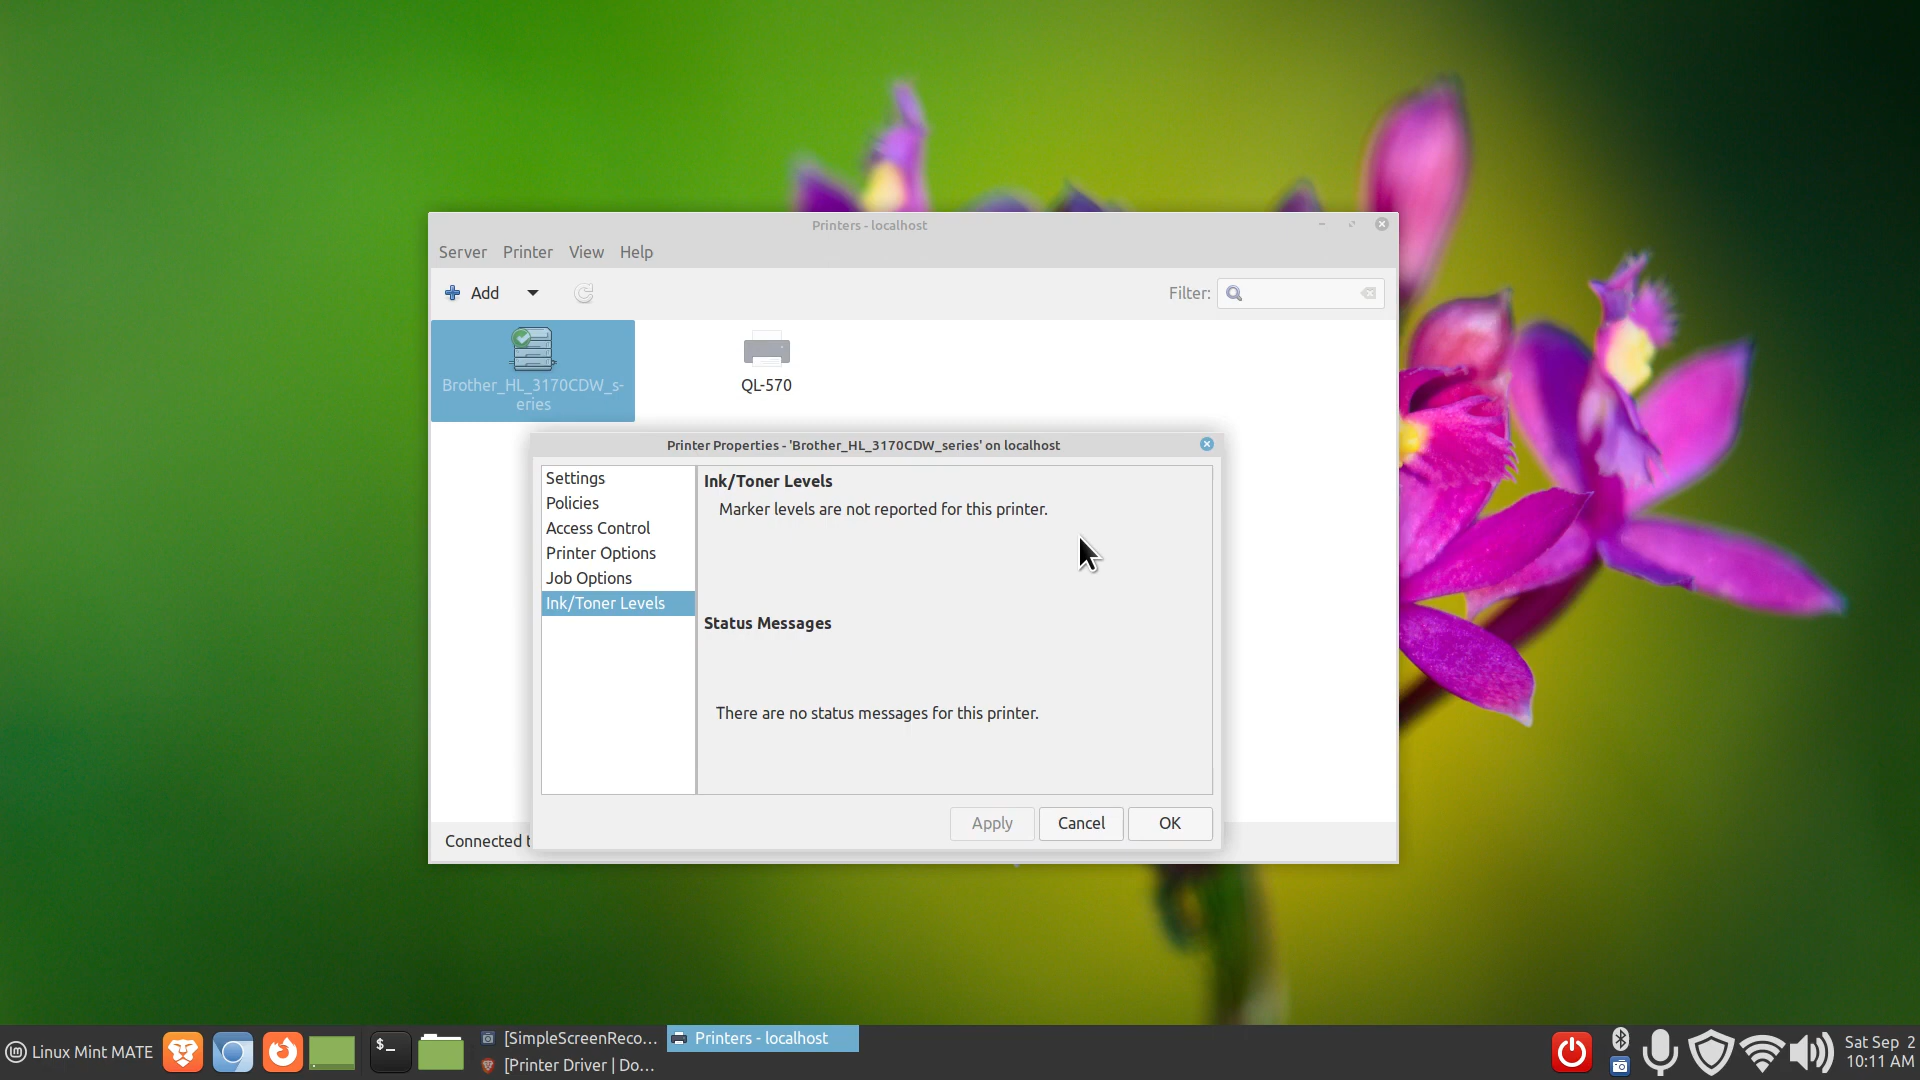 Printers - localhost
Server Printer View Help
Add
Filter:
Brother_HL_3170CDW_s-
eries
QL-570
Printer Properties - 'Brother_HL_3170CDW_series' on localhost
Settings
Policies
Access Control
Printer Options
Job Options
Ink/Toner Levels
Ink/Toner Levels
Marker levels are not reported for this printer.
Status Messages
There are no status messages for this printer.
Apply Cancel OK
Connected t
Linux Mint MATE
$_
[SimpleScreenReco...
[Printer Driver | Do...
Printers - localhost
Sat Sep 2
10:11 AM